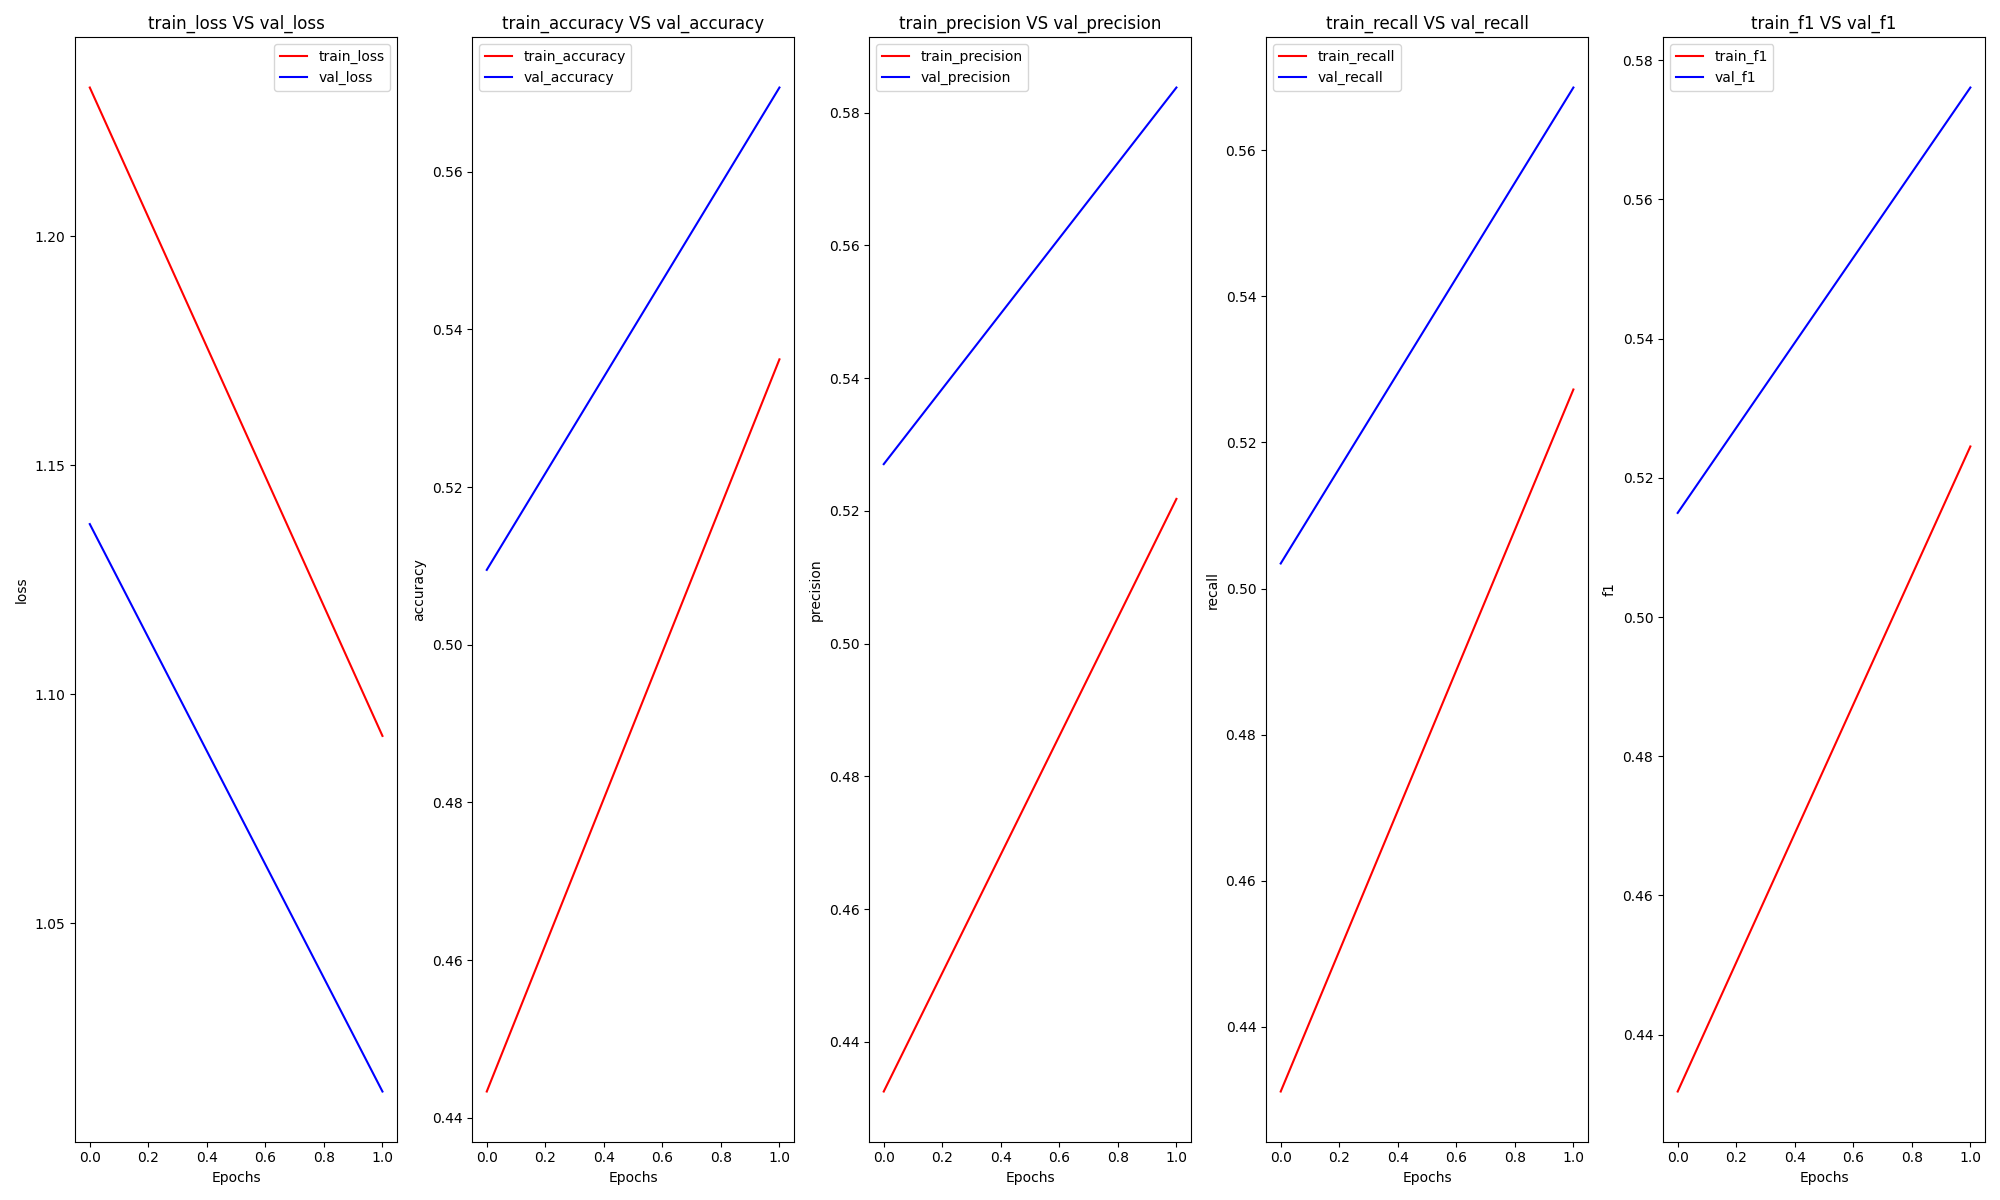 train_loss VS val_loss
train_loss
val_loss
1.20
1.15
1.10
1.05
loss
0.0 0.2 0.4 0.6 0.8 1.0
Epochs
train_accuracy VS val_accuracy
train_accuracy
val_accuracy
0.56
0.54
0.52
0.50
0.48
0.46
0.44
accuracy
0.0 0.2 0.4 0.6 0.8 1.0
Epochs
train_precision VS val_precision
train_precision
val_precision
0.58
0.56
0.54
0.52
0.50
0.48
0.46
0.44
precision
0.0 0.2 0.4 0.6 0.8 1.0
Epochs
train_recall VS val_recall
train_recall
val_recall
0.56
0.54
0.52
0.50
0.48
0.46
0.44
recall
0.0 0.2 0.4 0.6 0.8 1.0
Epochs
train_f1 VS val_f1
train_f1
val_f1
0.58
0.56
0.54
0.52
0.50
0.48
0.46
0.44
f1
0.0 0.2 0.4 0.6 0.8 1.0
Epochs